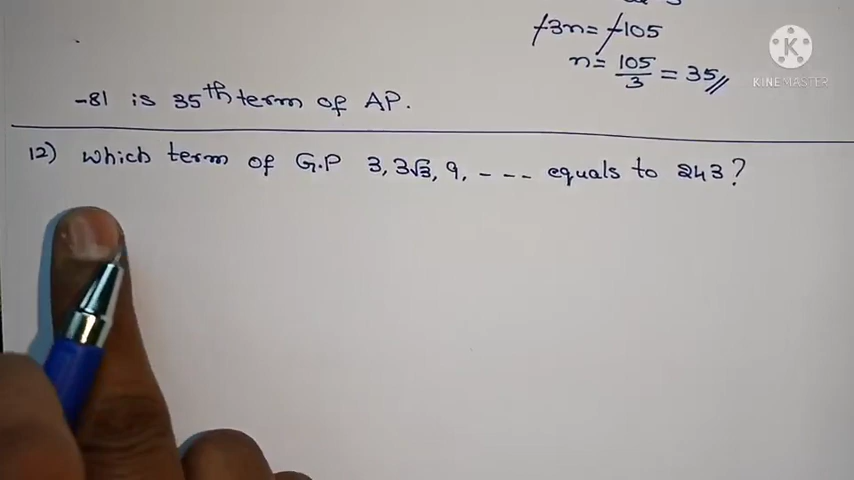 -3n = -105
n = 105/3 = 35//
-81 is 35th term of AP.
12) which term of G.P 3, 3√3, 9, - - - equals to 243?
K
KINEMASTER